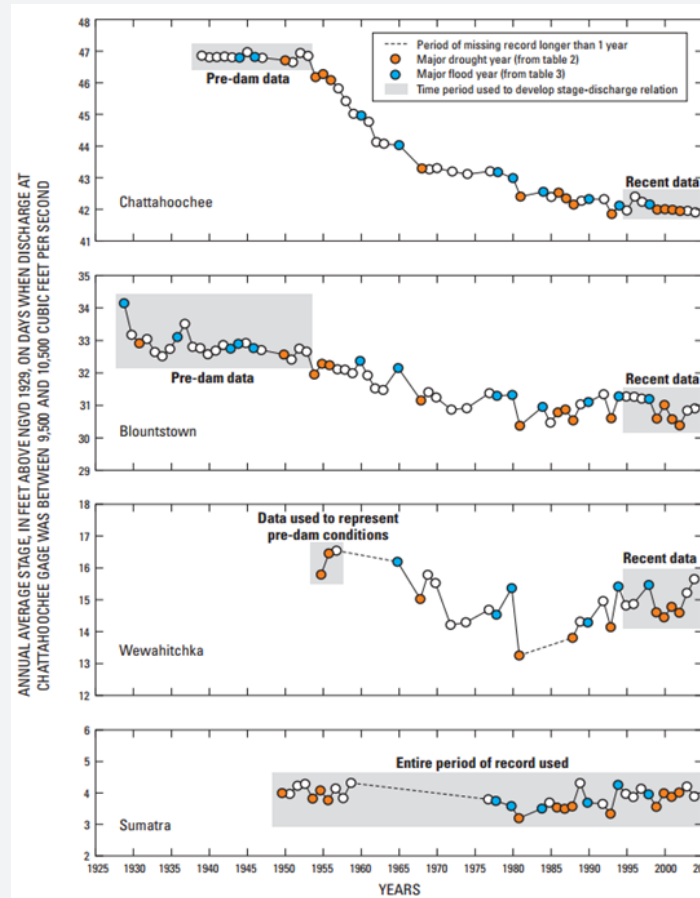 ANNUAL AVERAGE STAGE, IN FEET ABOVE NGVD 1929, ON DAYS WHEN DISCHARGE AT
CHATTAHOOCHEE GAGE WAS BETWEEN 9,500 AND 10,500 CUBIC FEET PER SECOND
48
47
46
45
44
43
42
41
Pre-dam data
Period of missing record longer than 1 year
Major drought year (from table 2)
Major flood year (from table 3)
Time period used to develop stage-discharge relation
Recent data
Chattahoochee
35
34
33
32
31
30
29
Pre-dam data
Recent data
Blountstown
18
17
16
15
14
13
12
Data used to represent
pre-dam conditions
Recent data
Wewahitchka
6
5
4
3
2
Entire period of record used
Sumatra
1925 1930 1935 1940 1945 1950 1955 1960 1965 1970 1975 1980 1985 1990 1995 2000
YEARS